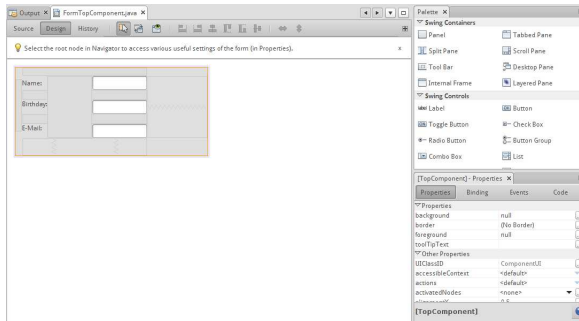 Output
FormTopComponent.java
Source Design History
Select the root node in Navigator to access various useful settings of the form (in Properties).
Name:
Birthday:
E-Mail:
Palette
Swing Containers
Panel Tabbed Pane
Split Pane Scroll Pane
Tool Bar Desktop Pane
Internal Frame Layered Pane
Swing Controls
label Label Button
Toggle Button Check Box
Radio Button Button Group
Combo Box List
[TopComponent] - Properties
Properties Binding Events Code
Properties
background null
border (No Border)
foreground null
toolTipText
Other Properties
UIClassID ComponentUI
accessibleContext <default>
actions <default>
activatedNodes <none>
[TopComponent]